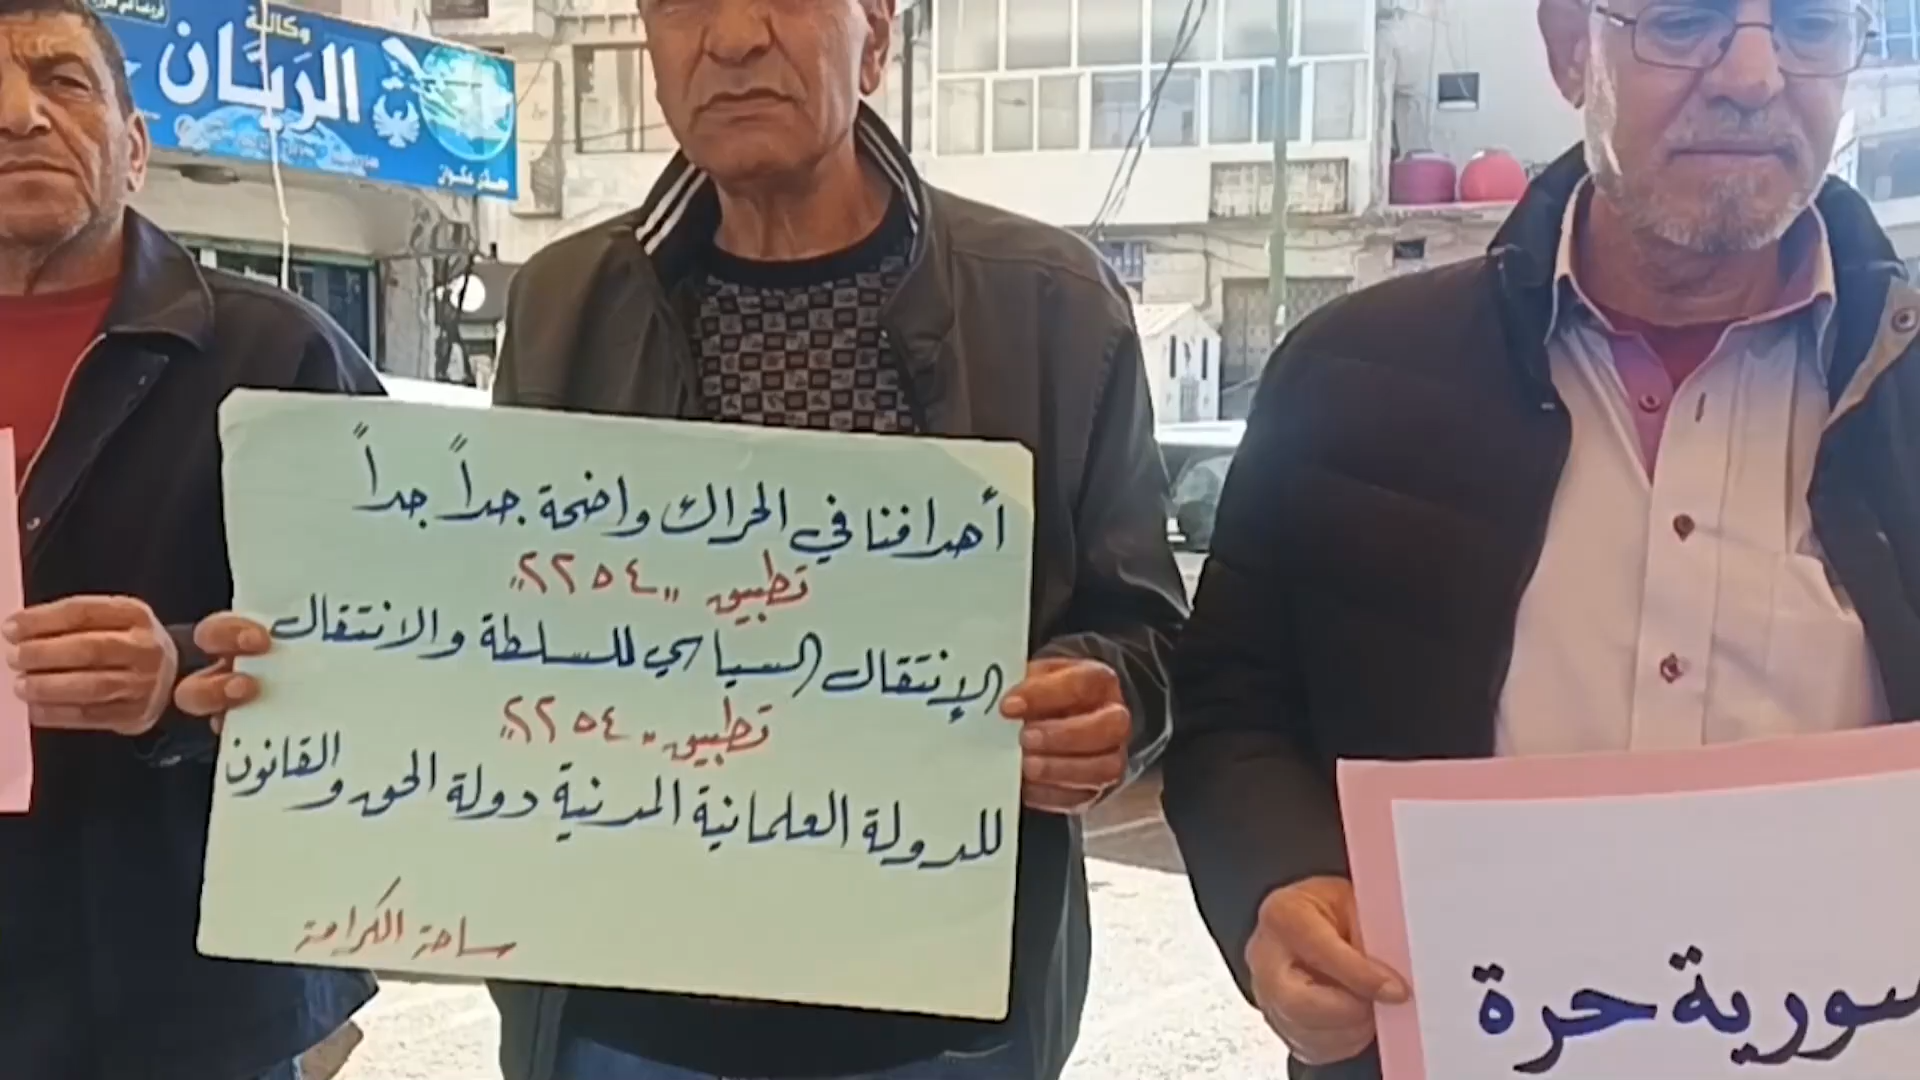 وكالة
الريان
أهدافنا في الحراك واضحة جداً جداً
تطبيق "٢٢٥٤"
الإنتقال السياسي للسلطة والانتقال
تطبيق "٢٢٥٤"
للدولة العلمانية المدنية دولة الحق والقانون
ساحة الكرامة
سورية حرة